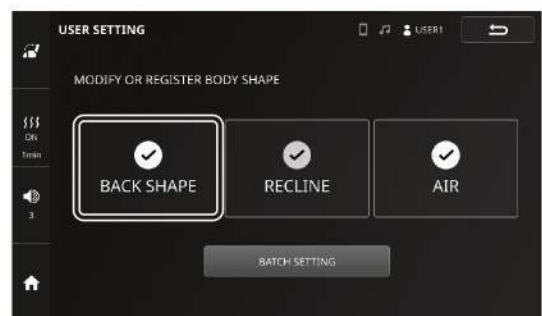 USER SETTING
USER1
MODIFY OR REGISTER BODY SHAPE
ON
1min
3
BACK SHAPE
RECLINE
AIR
BATCH SETTING